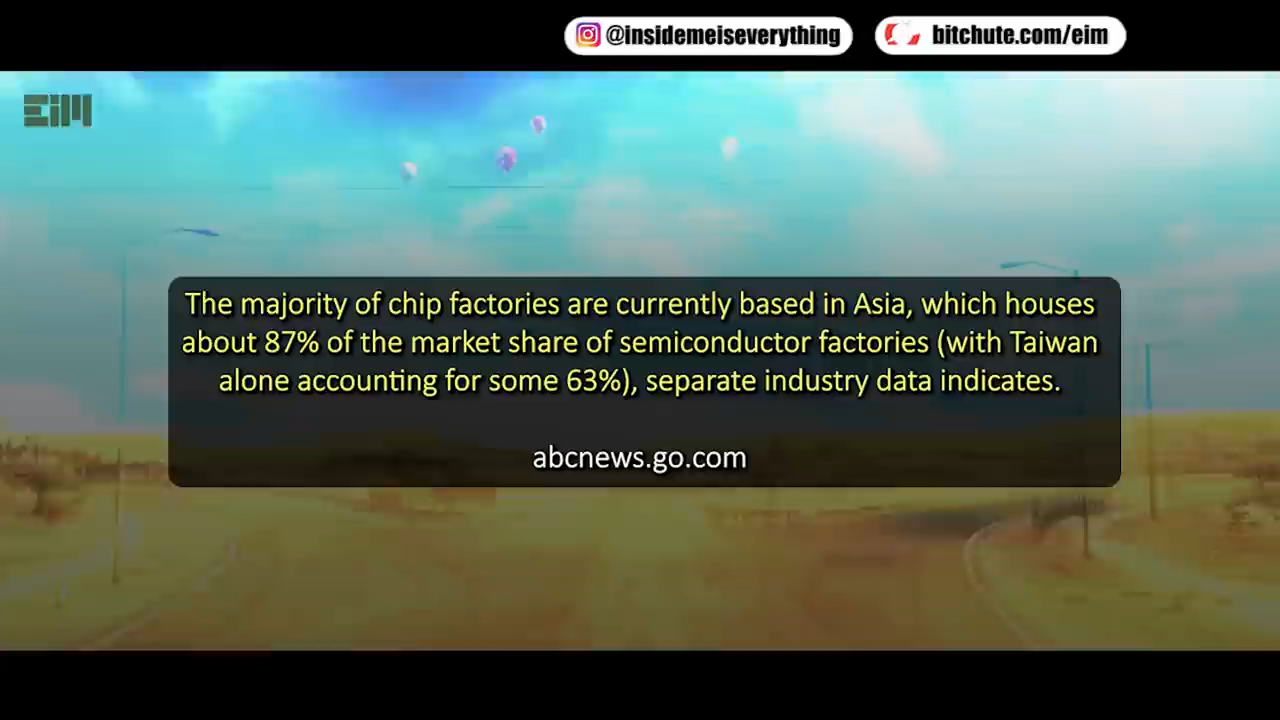 @insidemeiseverything
bitchute.com/eim
EiM
The majority of chip factories are currently based in Asia, which houses
about 87% of the market share of semiconductor factories (with Taiwan
alone accounting for some 63%), separate industry data indicates.
abcnews.go.com